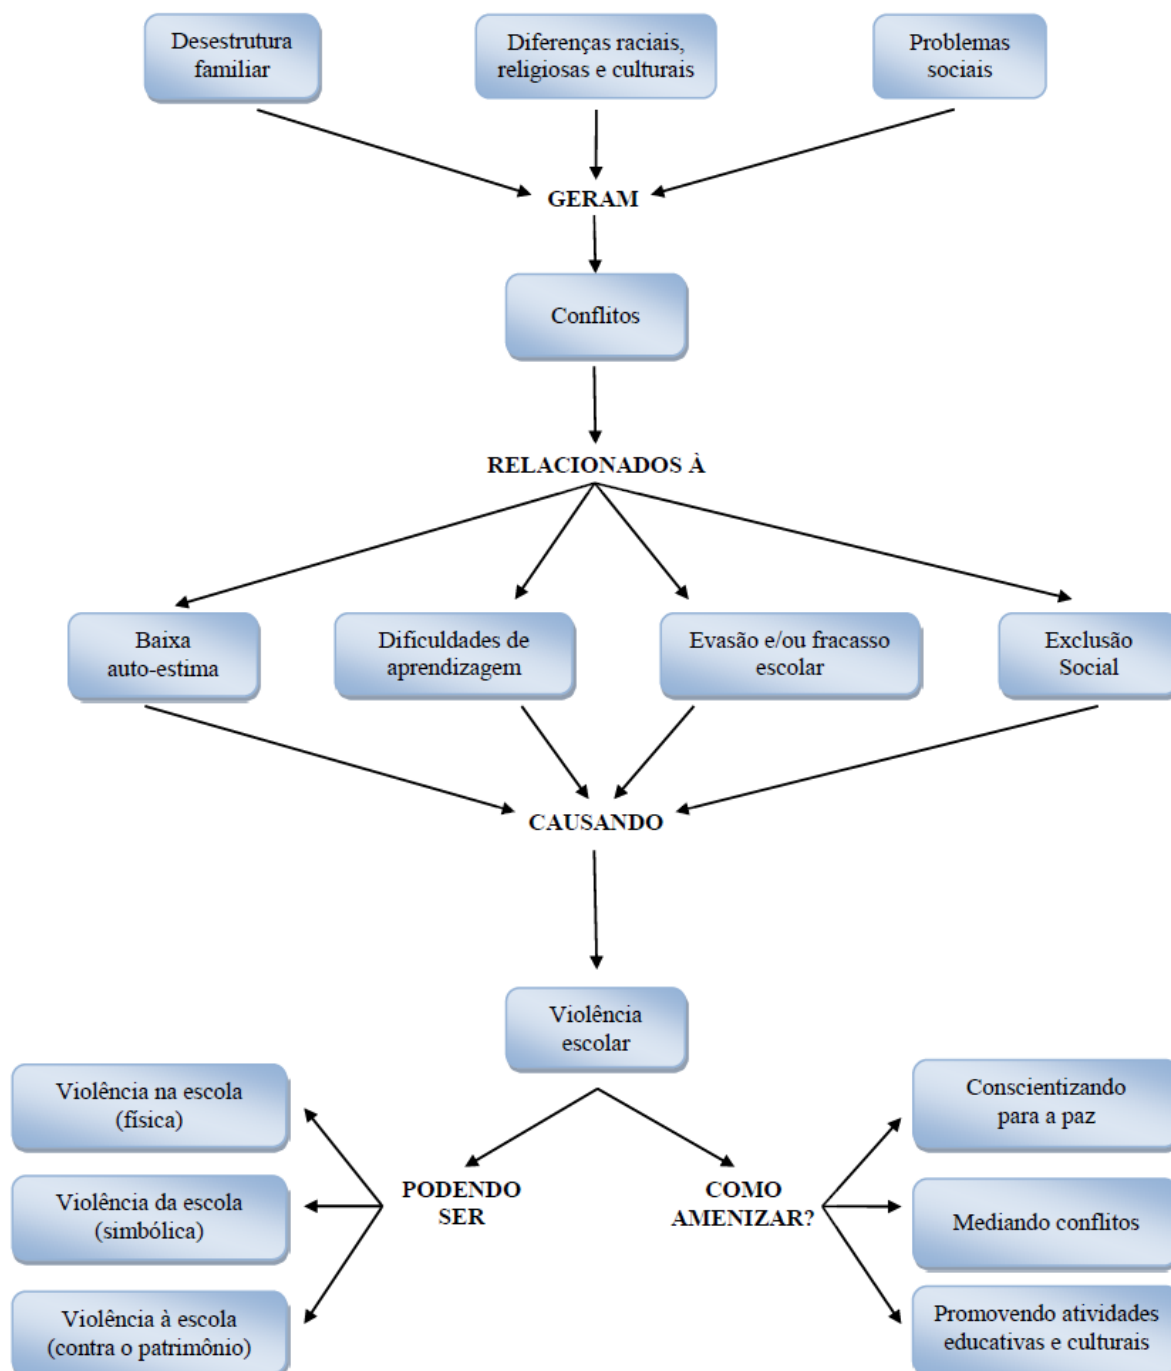 Desestrutura
familiar
Diferenças raciais,
religiosas e culturais
Problemas
sociais
GERAM
Conflitos
RELACIONADOS À
Baixa
auto-estima
Dificuldades de
aprendizagem
Evasão e/ou fracasso
escolar
Exclusão
Social
CAUSANDO
Violência
escolar
Violência na escola
(física)
Violência da escola
(simbólica)
Violência à escola
(contra o patrimônio)
PODENDO
SER
COMO
AMENIZAR?
Conscientizando
para a paz
Mediando conflitos
Promovendo atividades
educativas e culturais